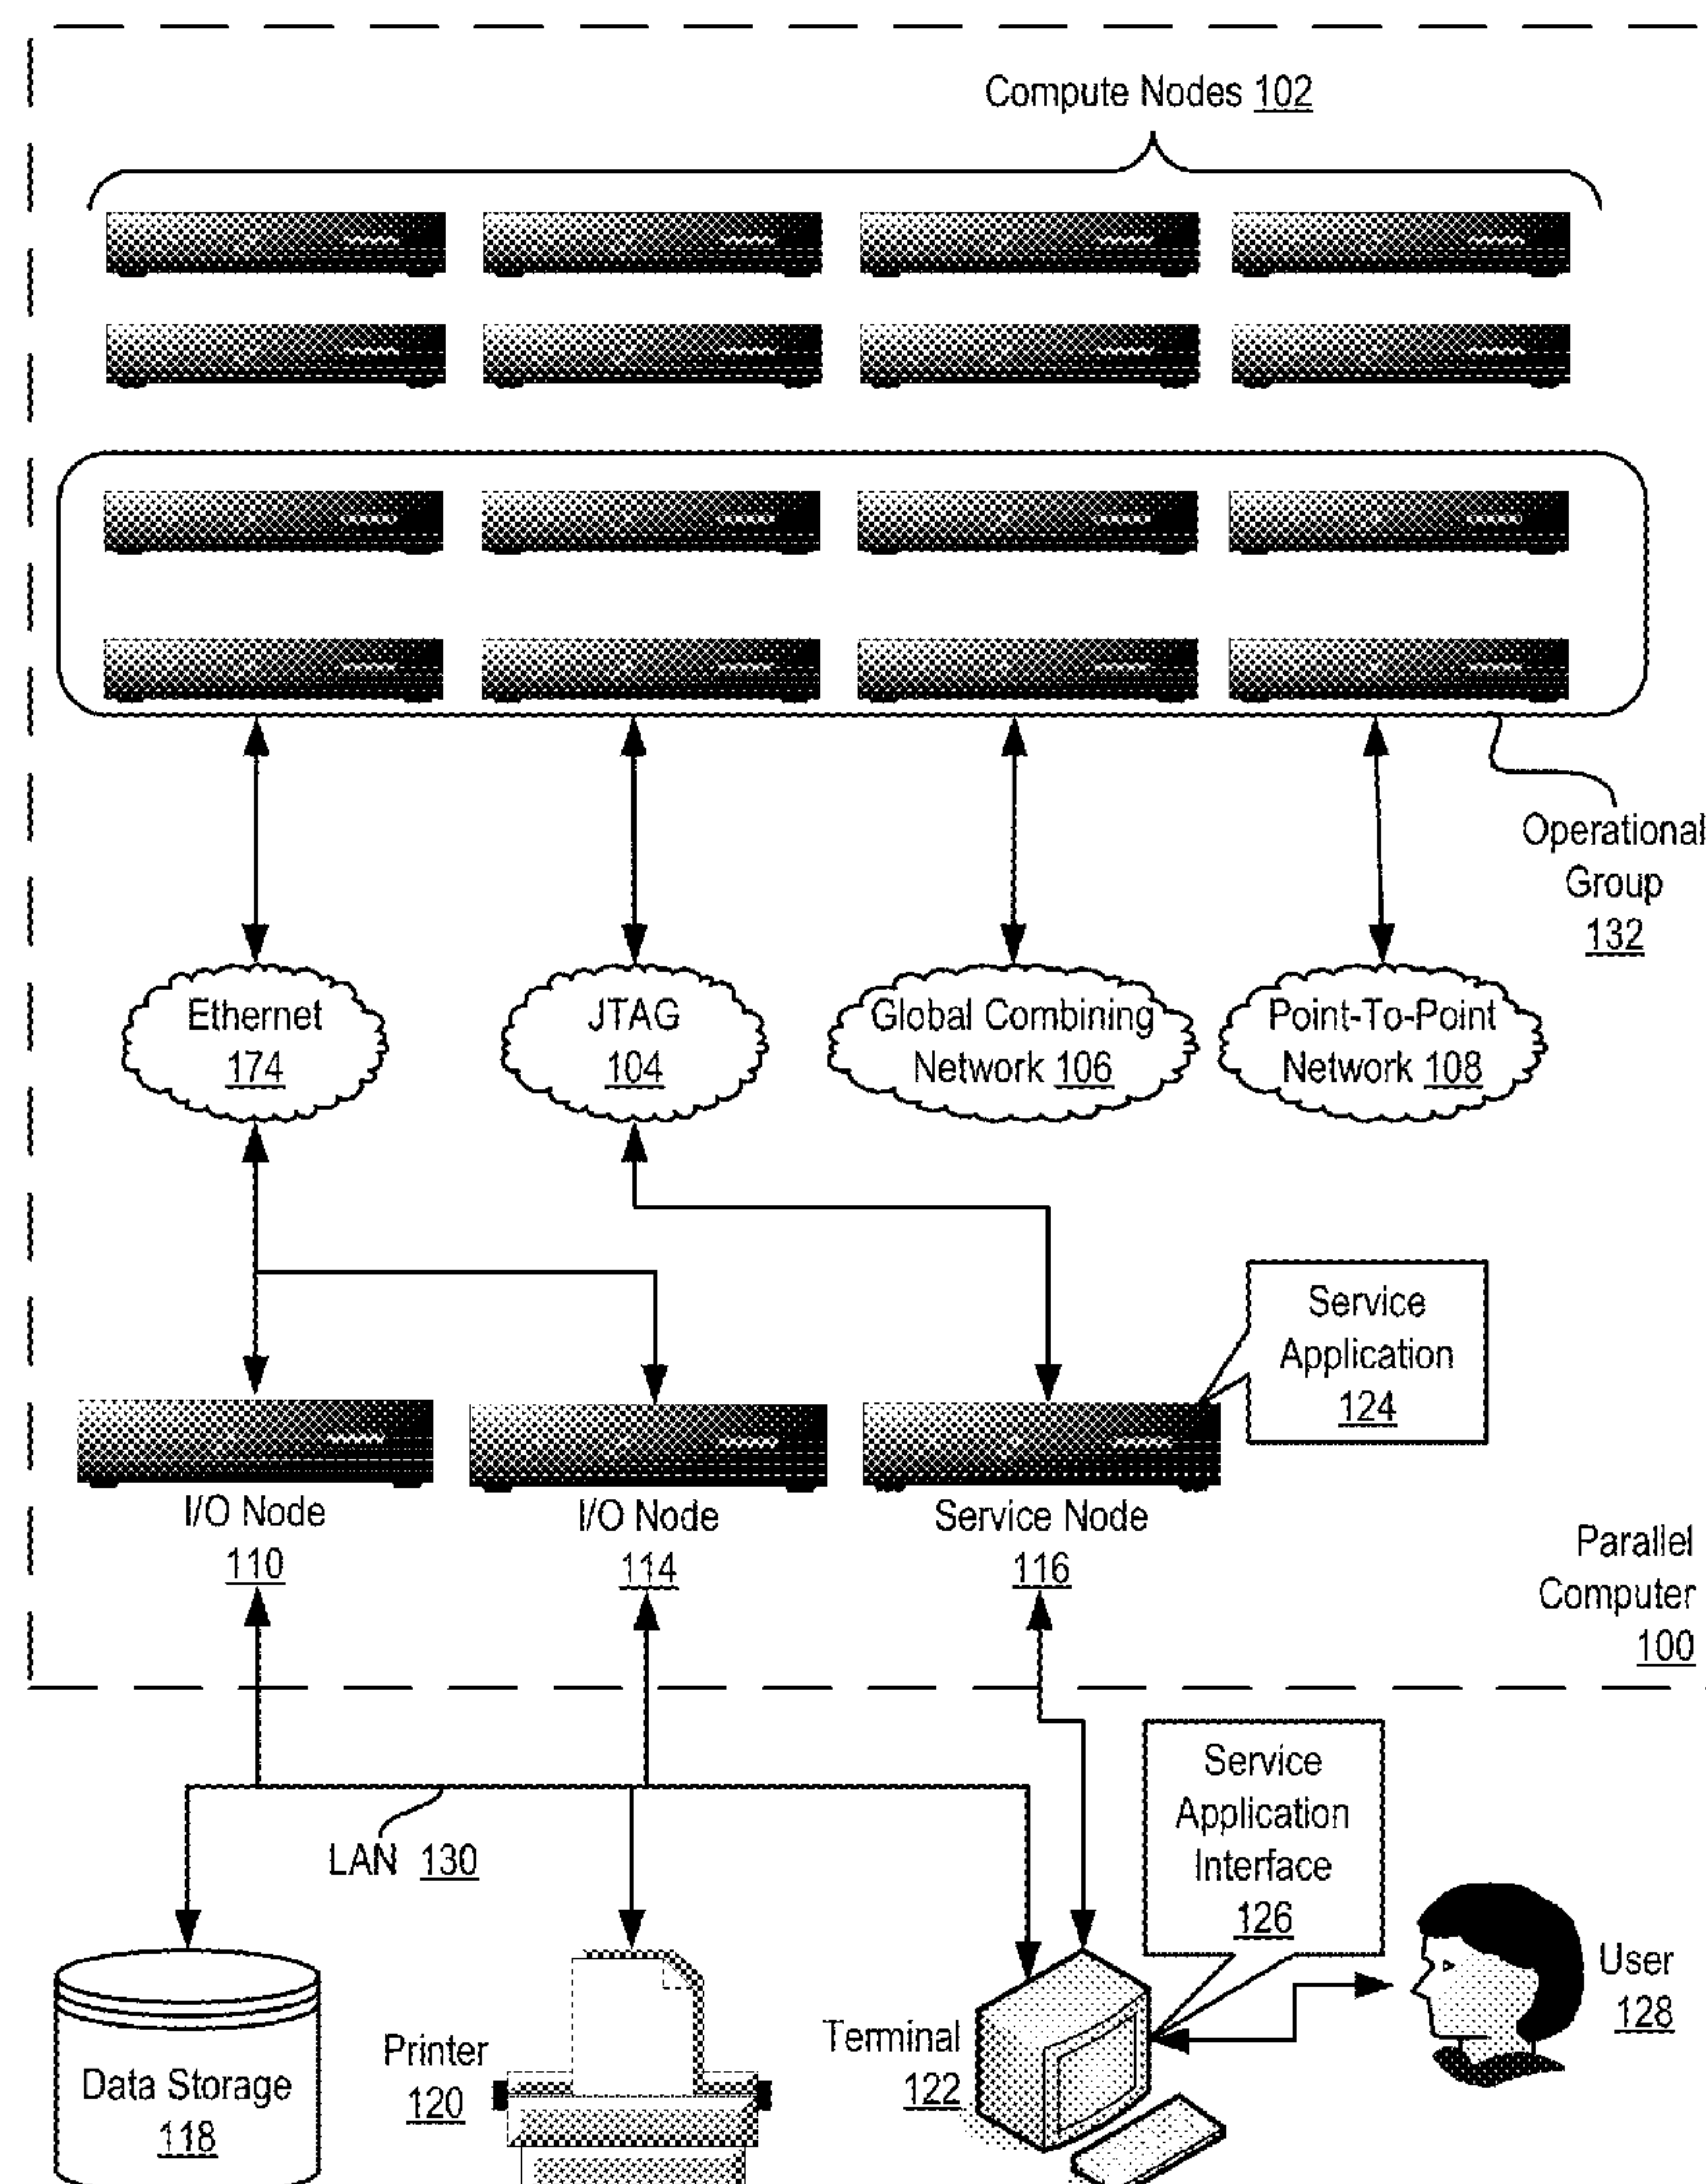 Compute Nodes 102
Operational
Group
132
Ethernet
174
JTAG
104
Global Combining
Network 106
Point-To-Point
Network 108
Service
Application
124
I/O Node
110
I/O Node
114
Service Node
116
Parallel
Computer
100
Service
Application
Interface
126
LAN 130
User
128
Printer
120
Terminal
122
Data Storage
118